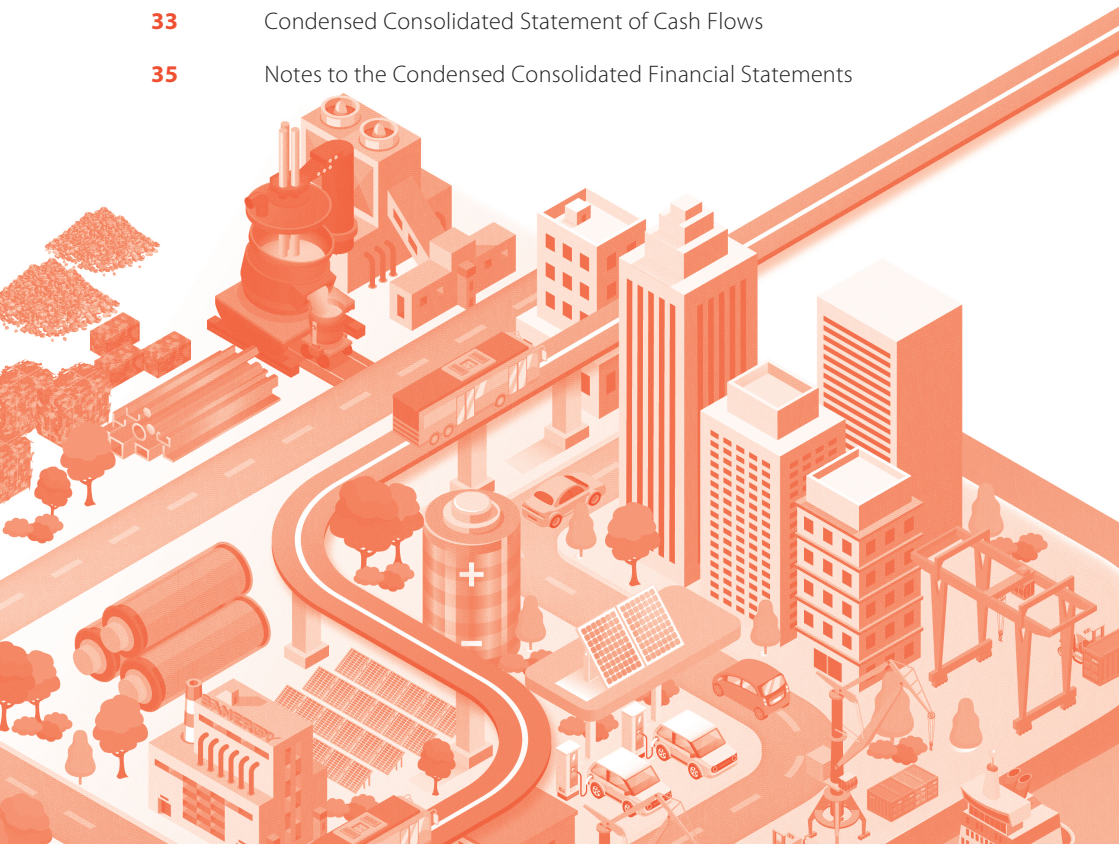 33 Condensed Consolidated Statement of Cash Flows
35 Notes to the Condensed Consolidated Financial Statements